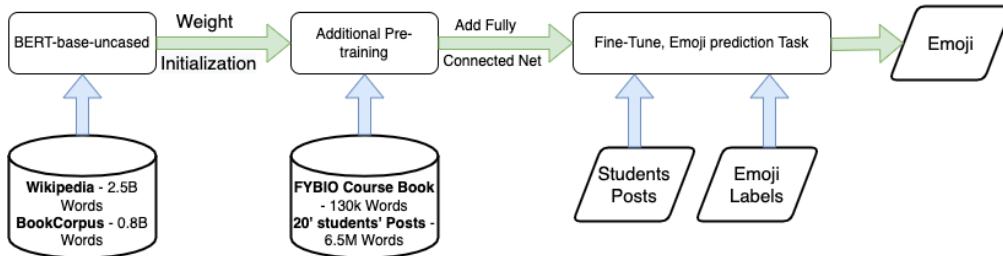 BERT-base-uncased
Weight
Initialization
Additional Pre-
training
Add Fully
Connected Net
Fine-Tune, Emoji prediction Task
Emoji
Wikipedia - 2.5B
Words
BookCorpus - 0.8B
Words
FYBIO Course Book
- 130k Words
20' students' Posts -
6.5M Words
Students
Posts
Emoji
Labels